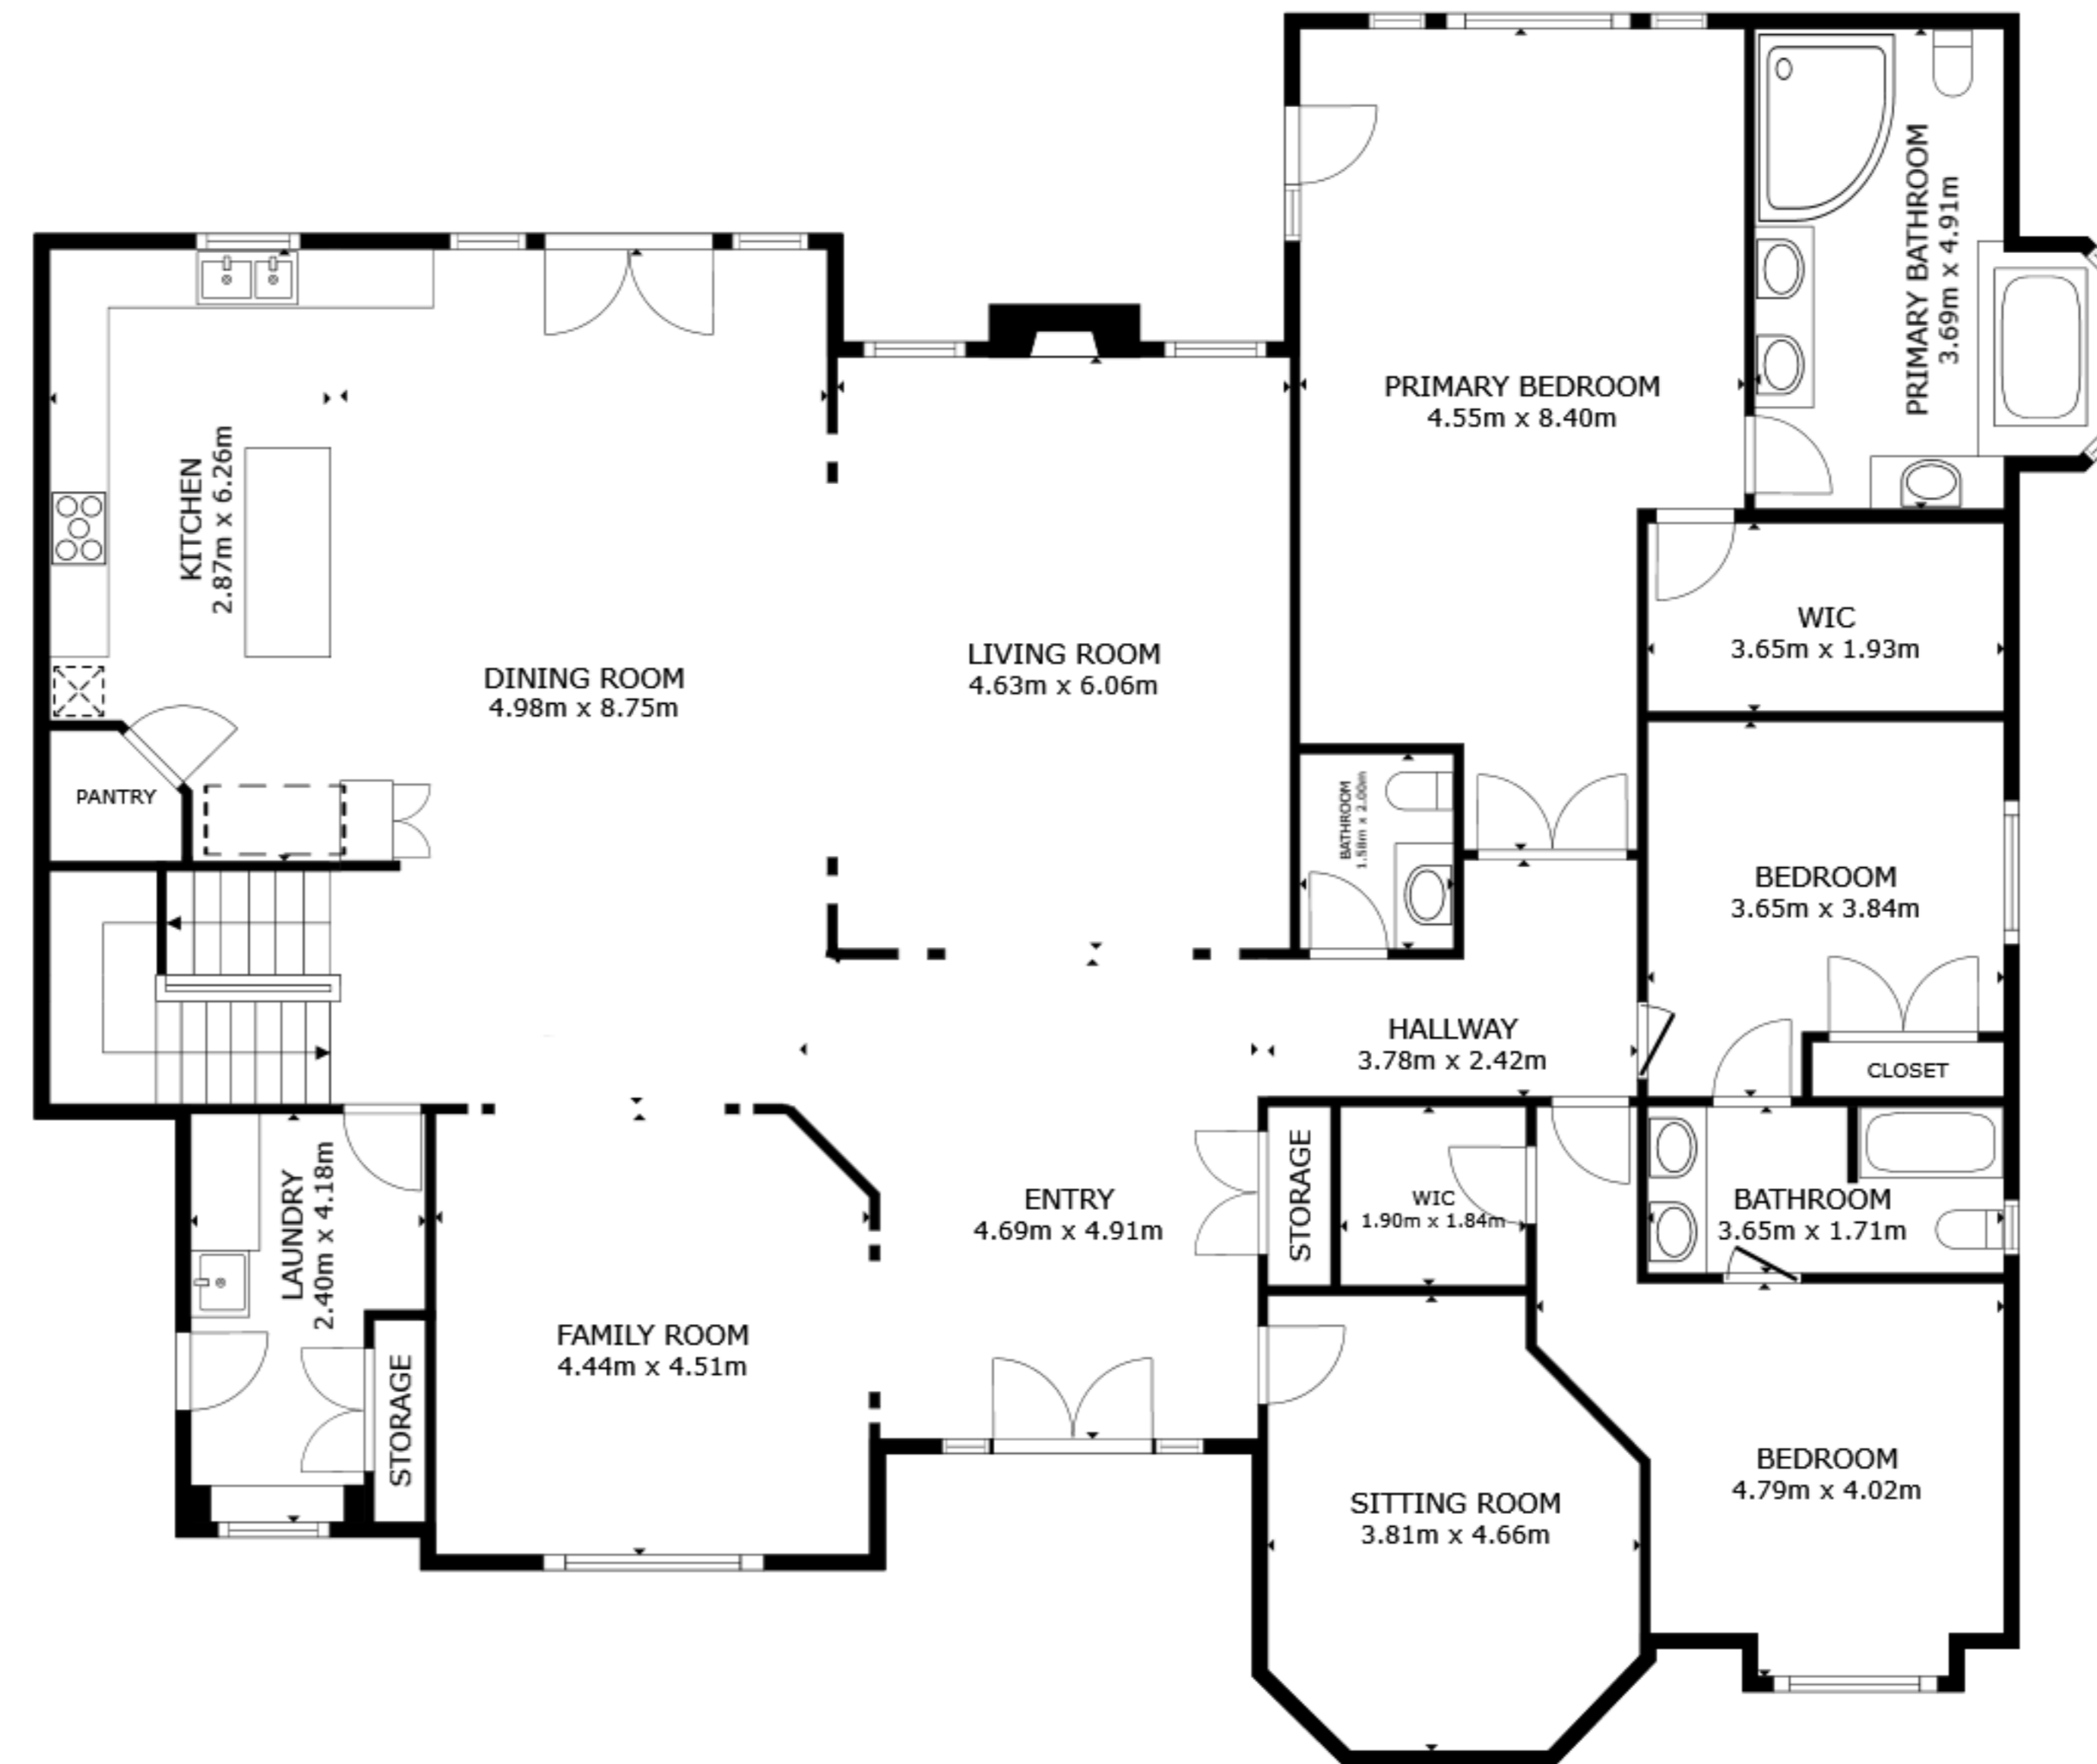 PRIMARY BATHROOM
3.69m x 4.91m
PRIMARY BEDROOM
4.55m x 8.40m
KITCHEN
2.87m x 6.26m
WIC
3.65m x 1.93m
DINING ROOM
4.98m x 8.75m
LIVING ROOM
4.63m x 6.06m
PANTRY
BATHROOM
1.58m x 2.00m
BEDROOM
3.65m x 3.84m
HALLWAY
3.78m x 2.42m
CLOSET
LAUNDRY
2.40m x 4.18m
ENTRY
4.69m x 4.91m
STORAGE
WIC
1.90m x 1.84m
BATHROOM
3.65m x 1.71m
FAMILY ROOM
4.44m x 4.51m
STORAGE
SITTING ROOM
3.81m x 4.66m
BEDROOM
4.79m x 4.02m